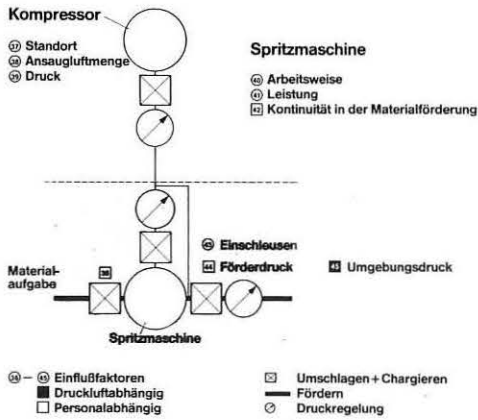 Kompressor
37 Standort
38 Ansaugluftmenge
39 Druck
Spritzmaschine
40 Arbeitsweise
41 Leistung
42 Kontinuität in der Materialförderung
45 Einschleusen
44 Förderdruck
43 Umgebungsdruck
Material-
aufgabe
36
Spritzmaschine
36 – 45 Einflußfaktoren
Druckluftabhängig
Personalabhängig
Umschlagen + Chargieren
Fördern
Druckregelung